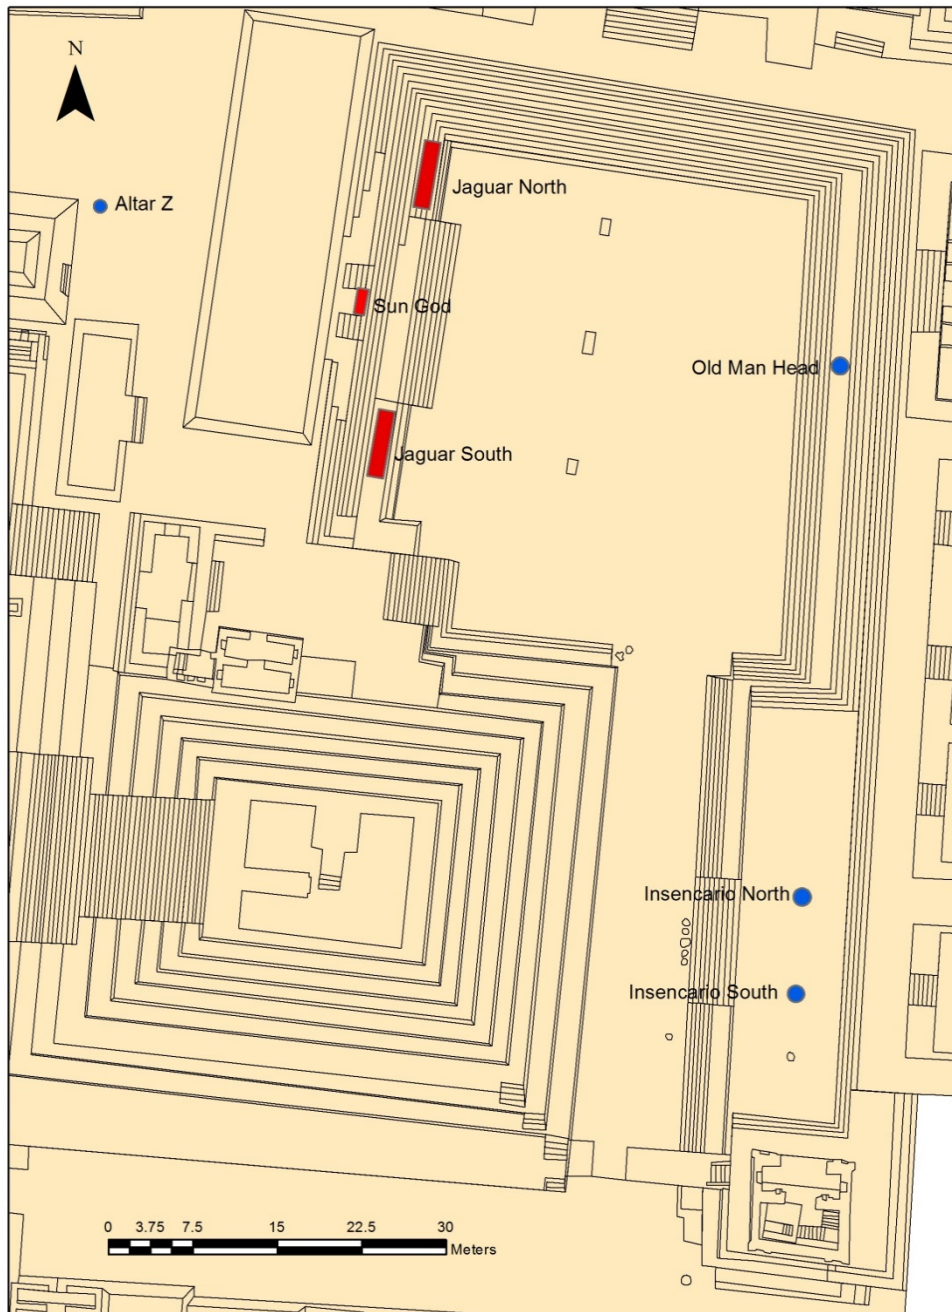 N
Altar Z
Jaguar North
Sun God
Old Man Head
Jaguar South
Insencario North
Insencario South
0 3.75 7.5 15 22.5 30
Meters